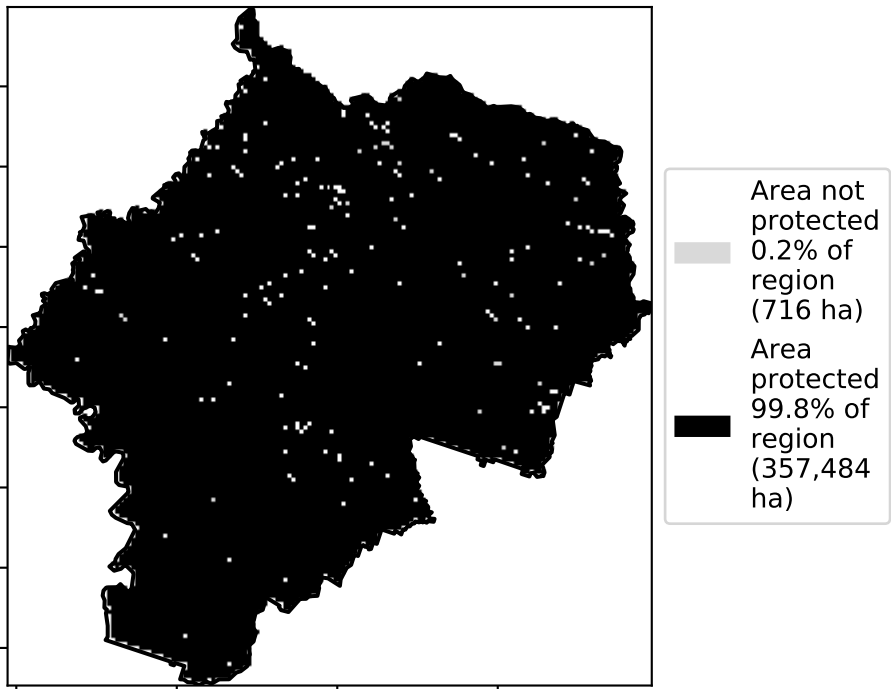 Area not
protected
0.2% of
region
(716 ha)
Area
protected
99.8% of
region
(357,484
ha)